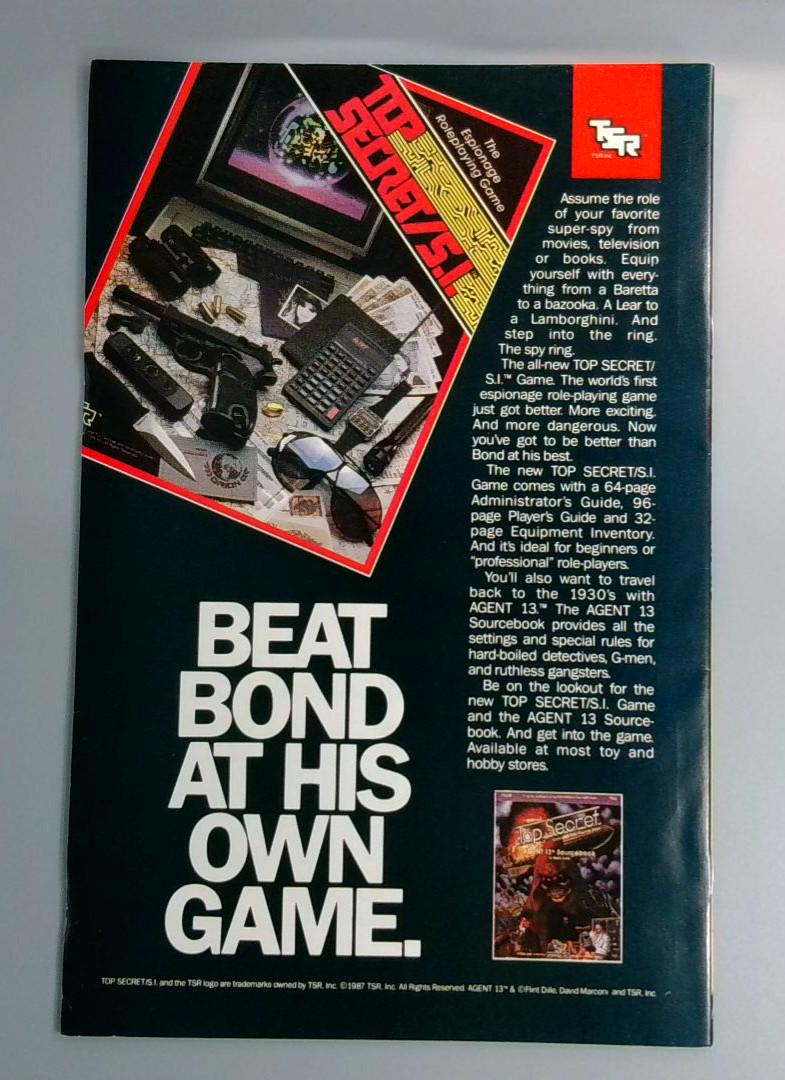 TOP
SECRET/S.I.
The
Espionage
Roleplaying Game
TSR
TSR, Inc.
Assume the role
of your favorite
super-spy from
movies, television
or books. Equip
yourself with every-
thing from a Baretta
to a bazooka. A Lear to
a Lamborghini. And
step into the ring.
The spy ring.
The all-new TOP SECRET/
S.I.™ Game. The world's first
espionage role-playing game
just got better. More exciting.
And more dangerous. Now
you've got to be better than
Bond at his best.
The new TOP SECRET/S.I.
Game comes with a 64-page
Administrator's Guide, 96-
page Player's Guide and 32-
page Equipment Inventory.
And it's ideal for beginners or
"professional" role-players.
You'll also want to travel
back to the 1930's with
AGENT 13.™ The AGENT 13
Sourcebook provides all the
settings and special rules for
hard-boiled detectives, G-men,
and ruthless gangsters.
Be on the lookout for the
new TOP SECRET/S.I. Game
and the AGENT 13 Source-
book. And get into the game.
Available at most toy and
hobby stores.
ORION
BEAT
BOND
AT HIS
OWN
GAME.
Top Secret
AGENT 13™ Sourcebook
TOP SECRET/S.I. and the TSR logo are trademarks owned by TSR, Inc. ©1987 TSR, Inc. All Rights Reserved. AGENT 13™ & ©Flint Dille, David Marconi and TSR, Inc.